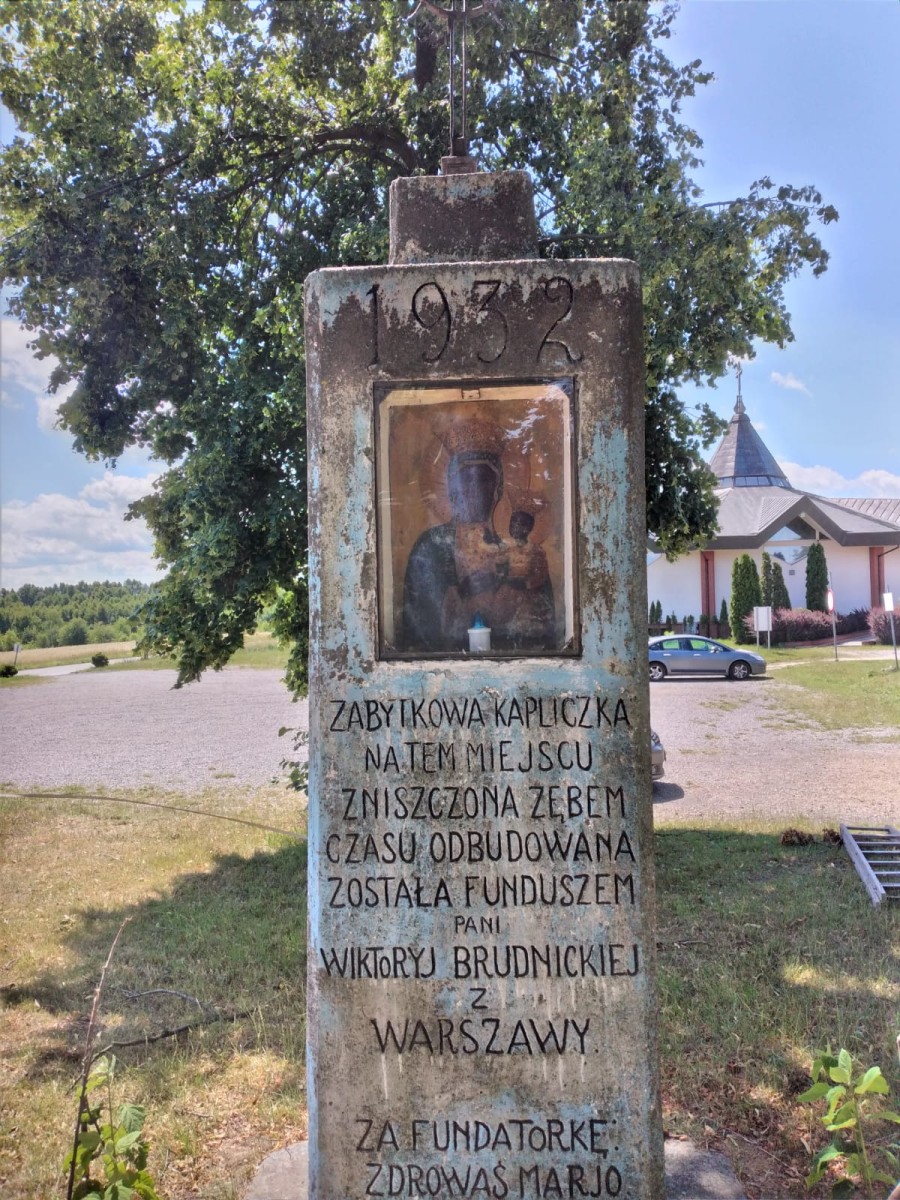 1932
ZABYTKOWA KAPLICZKA
NA TEM MIEJSCU
ZNISZCZONA ZĘBEM
CZASU ODBUDOWANA
ZOSTAŁA FUNDUSZEM
PANI
WIKTORYJ BRUDNICKIEJ
Z
WARSZAWY.
ZA FUNDATORKĘ:
ZDROWAŚ MARJO.